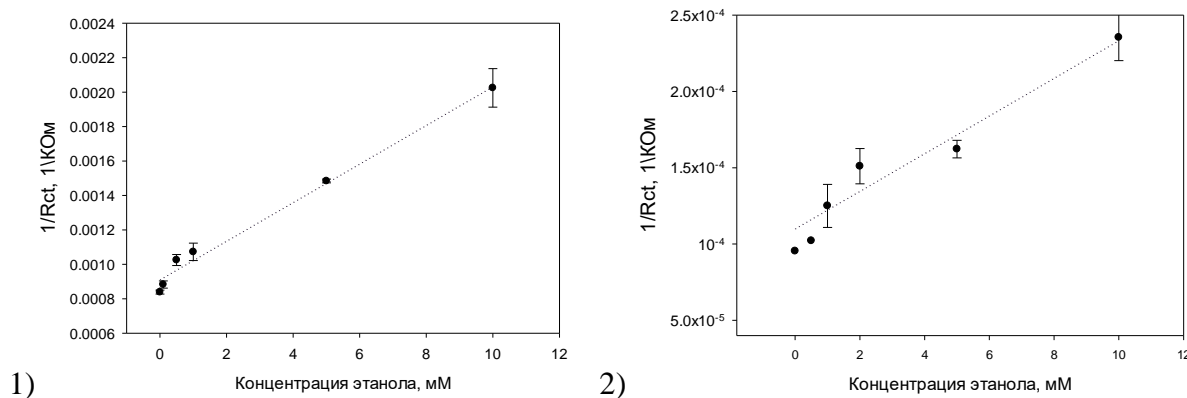 0.0024
0.0022
0.0020
0.0018
0.0016
0.0014
0.0012
0.0010
0.0008
0.0006
1/Rct, 1\КОм
0 2 4 6 8 10 12
Концентрация этанола, мМ
1)
2.5x10-4
2.0x10-4
1.5x10-4
10-4
5.0x10-5
1/Rct, 1\КОм
0 2 4 6 8 10 12
Концентрация этанола, мМ
2)